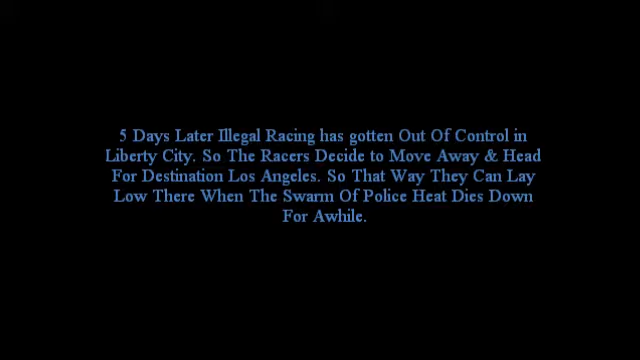 5 Days Later Illegal Racing has gotten Out Of Control in
Liberty City. So The Racers Decide to Move Away & Head
For Destination Los Angeles. So That Way They Can Lay
Low There When The Swarm Of Police Heat Dies Down
For Awhile.